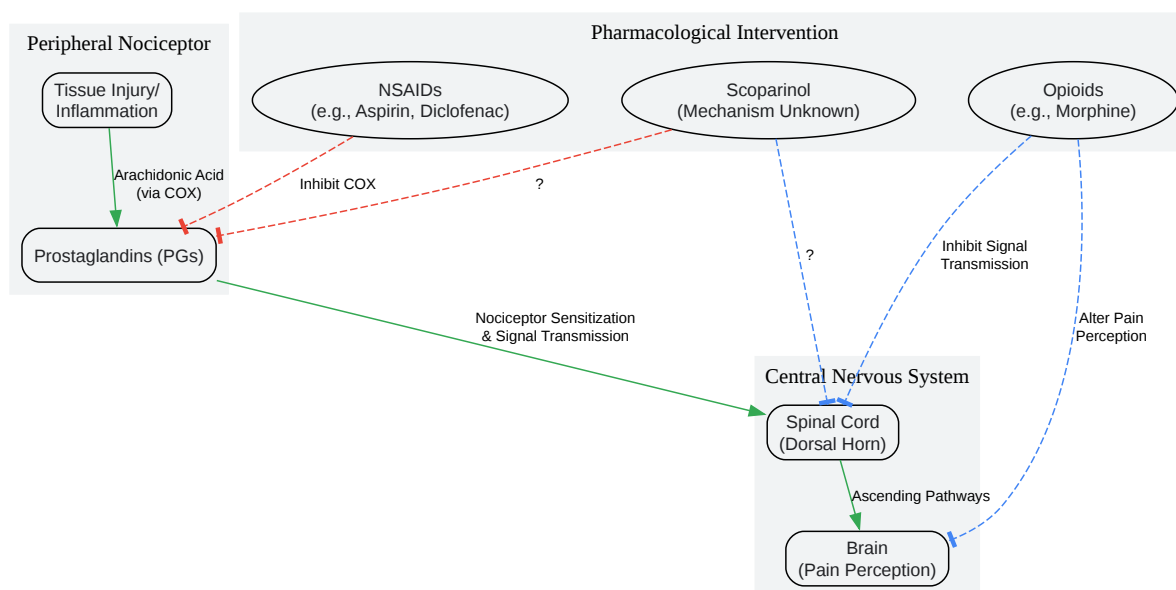 Peripheral Nociceptor
Pharmacological Intervention
Tissue Injury/
Inflammation
NSAIDs
(e.g., Aspirin, Diclofenac)
Scoparinol
(Mechanism Unknown)
Opioids
(e.g., Morphine)
Arachidonic Acid
(via COX)
Inhibit COX
?
Prostaglandins (PGs)
?
Inhibit Signal
Transmission
Nociceptor Sensitization
& Signal Transmission
Alter Pain
Perception
Central Nervous System
Spinal Cord
(Dorsal Horn)
Ascending Pathways
Brain
(Pain Perception)